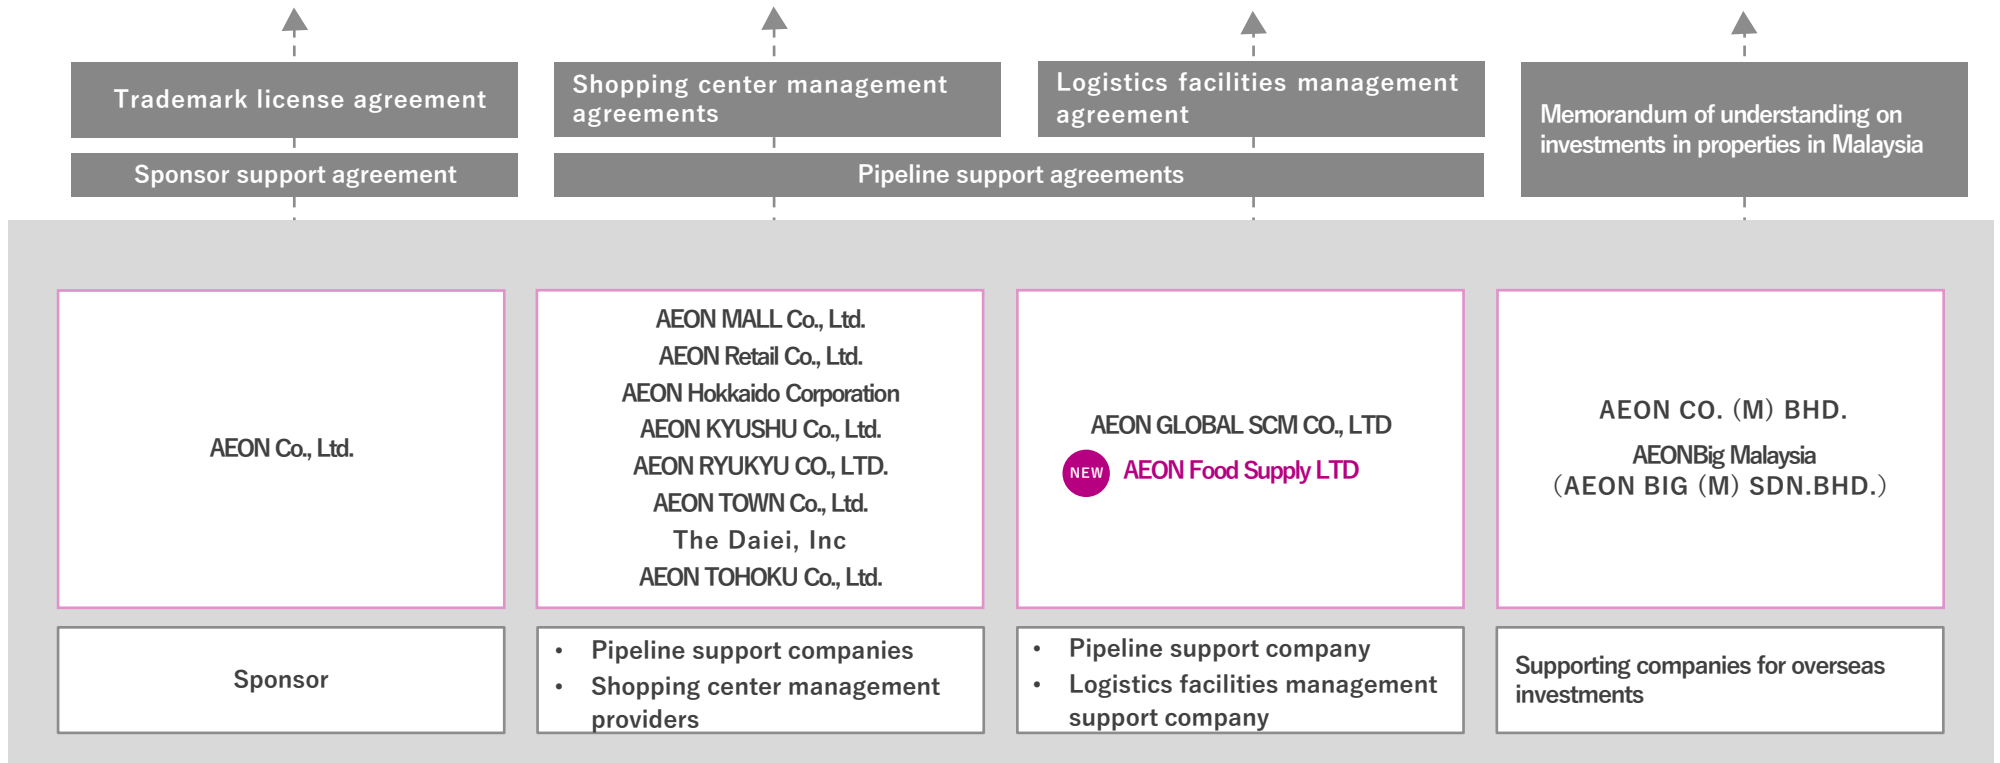 Trademark license agreement
Shopping center management
agreements
Logistics facilities management
agreement
Memorandum of understanding on
investments in properties in Malaysia
Sponsor support agreement
Pipeline support agreements
AEON Co., Ltd.
AEON MALL Co., Ltd.
AEON Retail Co., Ltd.
AEON Hokkaido Corporation
AEON KYUSHU Co., Ltd.
AEON RYUKYU CO., LTD.
AEON TOWN Co., Ltd.
The Daiei, Inc
AEON TOHOKU Co., Ltd.
AEON GLOBAL SCM CO., LTD
NEW AEON Food Supply LTD
AEON CO. (M) BHD.
AEONBig Malaysia
（AEON BIG (M) SDN.BHD.）
Sponsor
• Pipeline support companies
• Shopping center management
providers
• Pipeline support company
• Logistics facilities management
support company
Supporting companies for overseas
investments